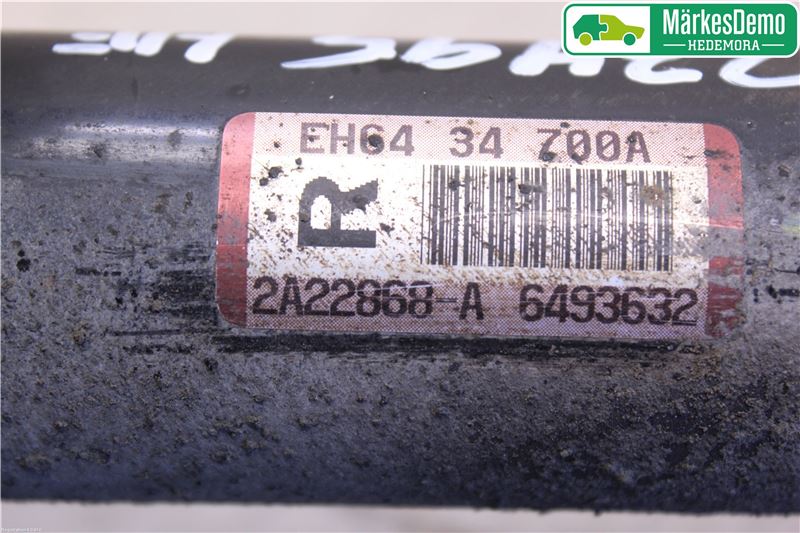 MärkesDemo
HEDEMORA
EH64 34 700A
R
2A22868-A 6493632